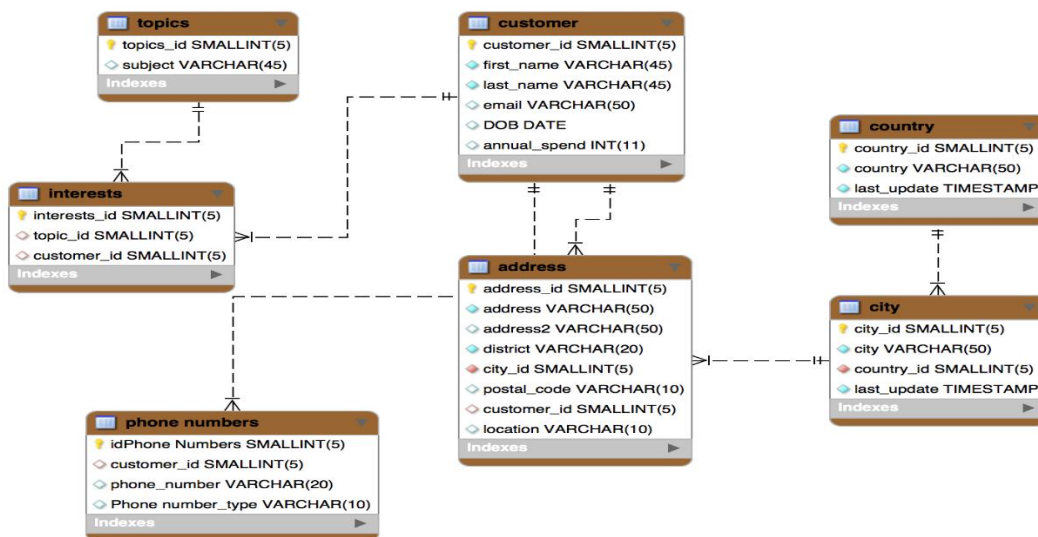 topics
topics_id SMALLINT(5)
subject VARCHAR(45)
Indexes
customer
customer_id SMALLINT(5)
first_name VARCHAR(45)
last_name VARCHAR(45)
email VARCHAR(50)
DOB DATE
annual_spend INT(11)
Indexes
country
country_id SMALLINT(5)
country VARCHAR(50)
last_update TIMESTAMP
Indexes
interests
interests_id SMALLINT(5)
topic_id SMALLINT(5)
customer_id SMALLINT(5)
Indexes
address
address_id SMALLINT(5)
address VARCHAR(50)
address2 VARCHAR(50)
district VARCHAR(20)
city_id SMALLINT(5)
postal_code VARCHAR(10)
customer_id SMALLINT(5)
location VARCHAR(10)
Indexes
city
city_id SMALLINT(5)
city VARCHAR(50)
country_id SMALLINT(5)
last_update TIMESTAMP
Indexes
phone numbers
idPhone Numbers SMALLINT(5)
customer_id SMALLINT(5)
phone_number VARCHAR(20)
Phone number_type VARCHAR(10)
Indexes